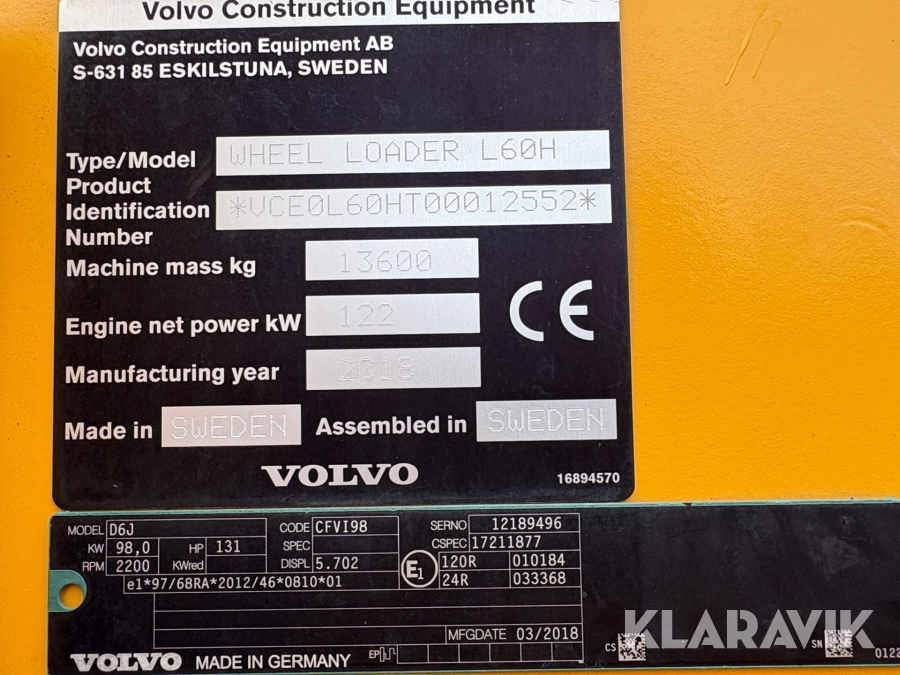 Volvo Construction Equipment
Volvo Construction Equipment AB
S-631 85 ESKILSTUNA, SWEDEN
Type/Model WHEEL LOADER L60H
Product
Identification *VCE0L60HT00012552*
Number
Machine mass kg 13600
Engine net power kW 122
Manufacturing year 2018
Made in SWEDEN Assembled in SWEDEN
VOLVO
16894570
MODEL D6J CODE CFVI98 SERNO 12189496
KW 98,0 HP 131 SPEC CSPEC 17211877
RPM 2200 KWred DISPL 5.702 E1 120R 010184
e1*97/68RA*2012/46*0810*01 24R 033368
MFGDATE 03/2018
VOLVO MADE IN GERMANY EP CS SN 0122
KLARAVIK
CE